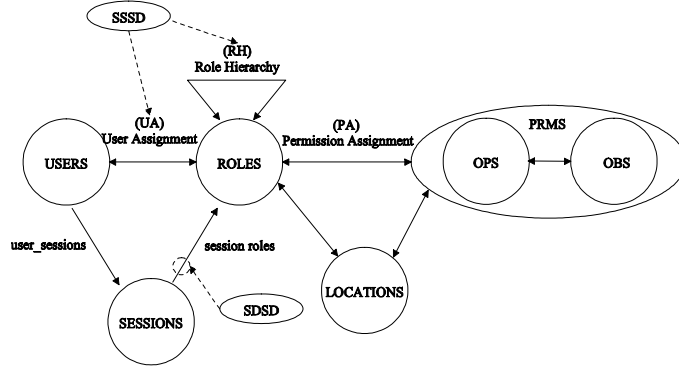 SSSD
(RH)
Role Hierarchy
(UA)
User Assignment
(PA)
Permission Assignment
PRMS
USERS
ROLES
OPS
OBS
user_sessions
session roles
LOCATIONS
SESSIONS
SDSD